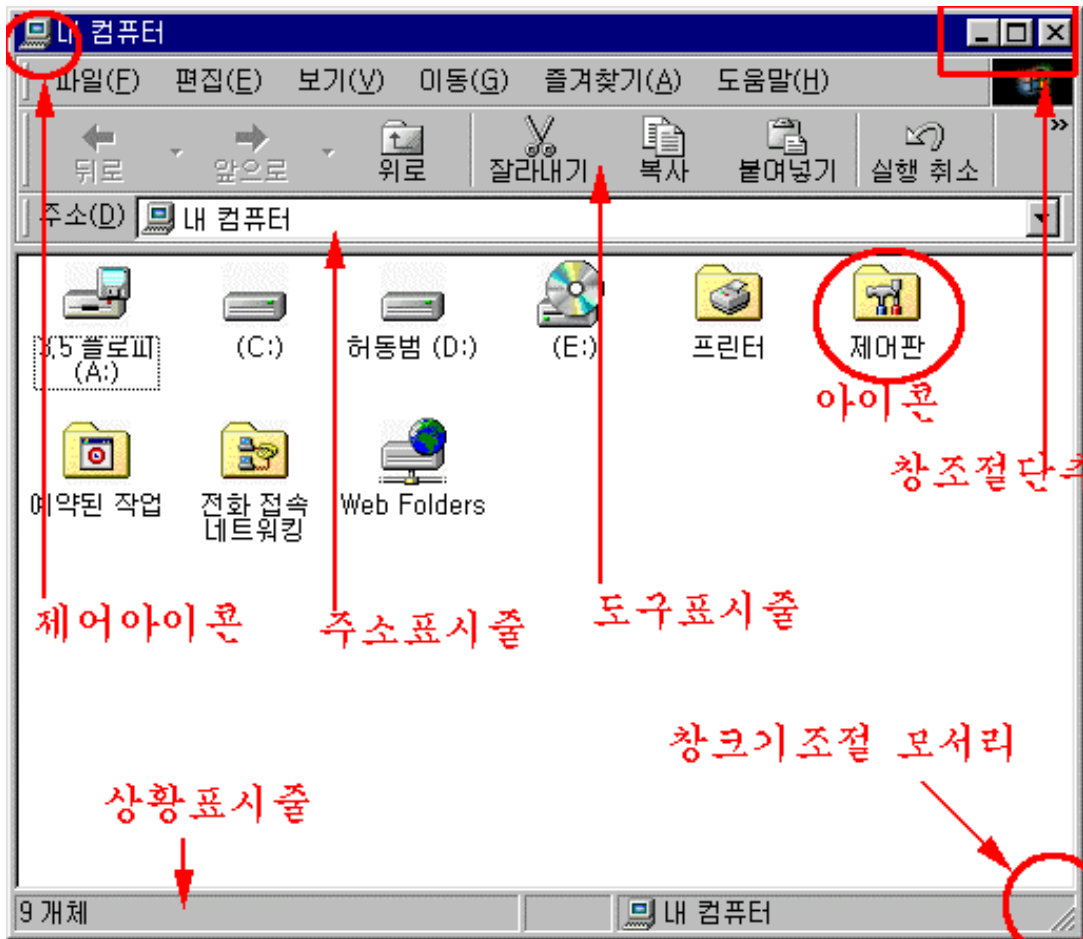 내 컴퓨터
파일(F) 편집(E) 보기(V) 이동(G) 즐겨찾기(A) 도움말(H)
뒤로 앞으로 위로 잘라내기 복사 붙여넣기 실행 취소 »
주소(D) 내 컴퓨터
3,5 플로피 (C:) 허동범 (D:) (E:) 프린터 제어판
(A:)
아이콘
창조절단추
예약된 작업 전화 접속 Web Folders
네트워킹
제어아이콘 주소표시줄 도구표시줄
창크기조절 모서리
상황표시줄
9 개체 내 컴퓨터